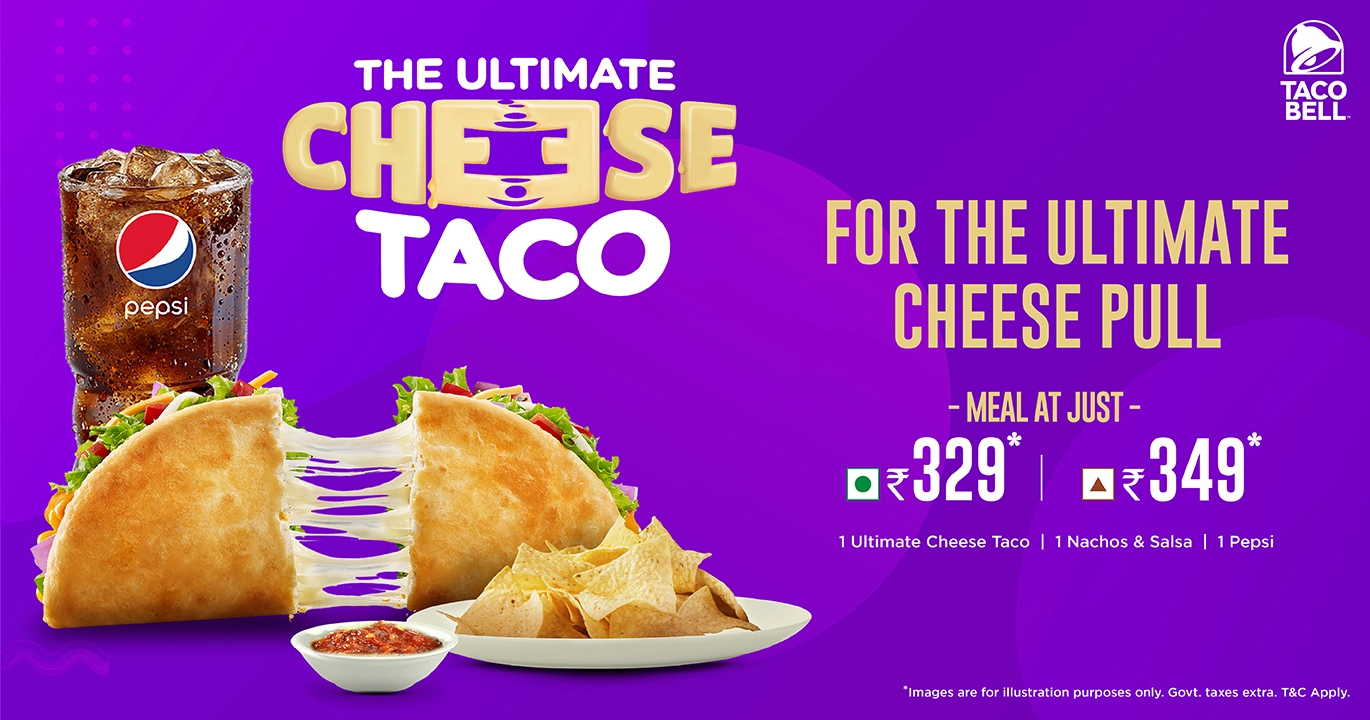 THE ULTIMATE
CHEESE
TACO
TACO
BELL
pepsi
FOR THE ULTIMATE
CHEESE PULL
- MEAL AT JUST -
₹329* | ₹349*
1 Ultimate Cheese Taco | 1 Nachos & Salsa | 1 Pepsi
*Images are for illustration purposes only. Govt. taxes extra. T&C Apply.